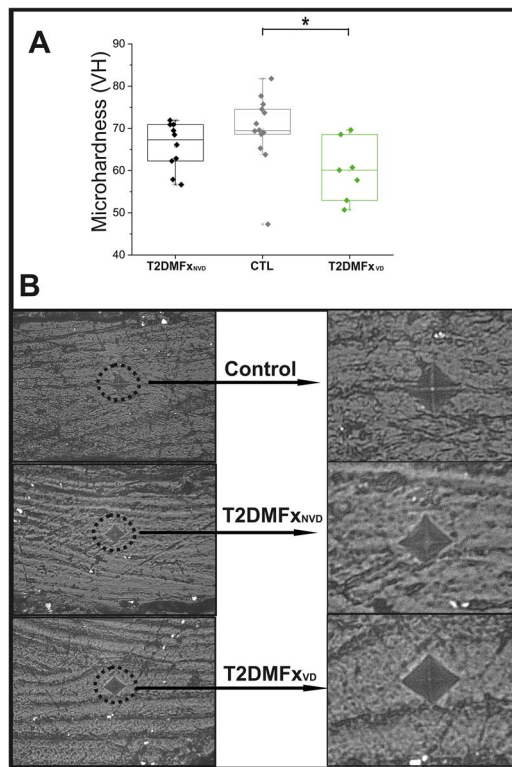 A
*
Microhardness (VH)
90
80
70
60
50
40
T2DMFxNVD CTL T2DMFxVD
B
Control
T2DMFxNVD
T2DMFxVD